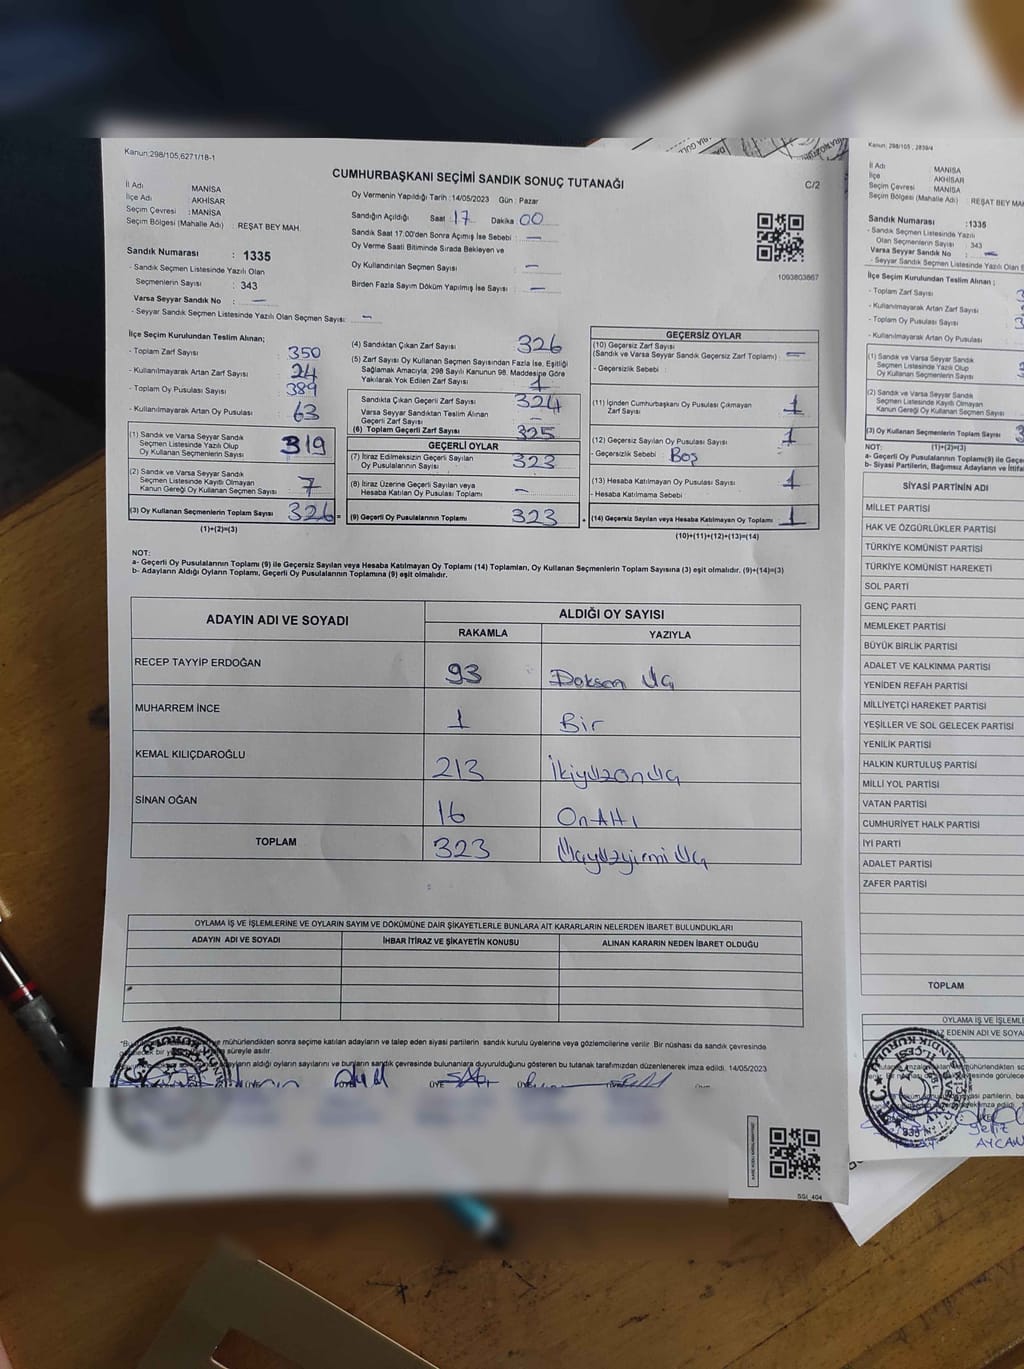 Kanun:298/105,6271/18-1
CUMHURBAŞKANI SEÇİMİ SANDIK SONUÇ TUTANAĞI
C/2
İl Adı MANİSA
İlçe Adı : AKHİSAR
Seçim Çevresi : MANİSA
Seçim Bölgesi (Mahalle Adı) : REŞAT BEY MAH.
Oy Vermenin Yapıldığı Tarih : 14/05/2023 Gün : Pazar
Sandığın Açıldığı Saat 17 Dakika 00
Sandık Saat 17.00'den Sonra Açımış İse Sebebi : —
Oy Verme Saati Bitiminde Sırada Bekleyen ve
Oy Kullandırılan Seçmen Sayısı : —
Birden Fazla Sayım Döküm Yapılmış İse Sayısı : —
1093803867
Sandık Numarası : 1335
- Sandık Seçmen Listesinde Yazılı Olan
Seçmenlerin Sayısı : 343
Varsa Seyyar Sandık No : —
- Seyyar Sandık Seçmen Listesinde Yazılı Olan Seçmen Sayısı: —
İlçe Seçim Kurulundan Teslim Alınan;
- Toplam Zarf Sayısı : 350
- Kullanılmayarak Artan Zarf Sayısı : 24
- Toplam Oy Pusulası Sayısı : 389
- Kullanılmayarak Artan Oy Pusulası : 63
(1) Sandık ve Varsa Seyyar Sandık
Seçmen Listesinde Yazılı Olup
Oy Kullanan Seçmenlerin Sayısı : 319
(2) Sandık ve Varsa Seyyar Sandık
Seçmen Listesinde Kayıtlı Olmayan
Kanun Gereği Oy Kullanan Seçmen Sayısı : 7
(3) Oy Kullanan Seçmenlerin Toplam Sayısı : 326
(1)+(2)=(3)
(4) Sandıktan Çıkan Zarf Sayısı : 326
(5) Zarf Sayısı Oy Kullanan Seçmen Sayısından Fazla İse, Eşitliği
Sağlamak Amacıyla; 298 Sayılı Kanunun 98. Maddesine Göre
Yakılarak Yok Edilen Zarf Sayısı : 1
Sandıkta Çıkan Geçerli Zarf Sayısı : 324
Varsa Seyyar Sandıktan Teslim Alınan
Geçerli Zarf Sayısı
(6) Toplam Geçerli Zarf Sayısı : 325
GEÇERLİ OYLAR
(7) İtiraz Edilmeksizin Geçerli Sayılan
Oy Pusulalarının Sayısı : 323
(8) İtiraz Üzerine Geçerli Sayılan veya
Hesaba Katılan Oy Pusulası Toplamı : —
(9) Geçerli Oy Pusulalarının Toplamı : 323
GEÇERSİZ OYLAR
(10) Geçersiz Zarf Sayısı
(Sandık ve Varsa Seyyar Sandık Geçersiz Zarf Toplamı) : —
- Geçersizlik Sebebi :
(11) İçinden Cumhurbaşkanı Oy Pusulası Çıkmayan
Zarf Sayısı : 1
(12) Geçersiz Sayılan Oy Pusulası Sayısı : 1
- Geçersizlik Sebebi : Boş
(13) Hesaba Katılmayan Oy Pusulası Sayısı : 1
- Hesaba Katılmama Sebebi :
(14) Geçersiz Sayılan veya Hesaba Katılmayan Oy Toplamı : 1
(10)+(11)+(12)+(13)=(14)
NOT:
a- Geçerli Oy Pusulalarının Toplamı (9) ile Geçersiz Sayılan veya Hesaba Katılmayan Oy Toplamı (14) Toplamları, Oy Kullanan Seçmenlerin Toplam Sayısına (3) eşit olmalıdır. (9)+(14)=(3)
b- Adayların Aldığı Oyların Toplamı, Geçerli Oy Pusulalarının Toplamına (9) eşit olmalıdır.
ADAYIN ADI VE SOYADI ALDIĞI OY SAYISI
RAKAMLA YAZIYLA
RECEP TAYYİP ERDOĞAN 93 Doksan Üç
MUHARREM İNCE 1 Bir
KEMAL KILIÇDAROĞLU 213 İkiyüzonüç
SİNAN OĞAN 16 On Altı
TOPLAM 323 Üçyüzyirmi Üç
OYLAMA İŞ VE İŞLEMLERİNE VE OYLARIN SAYIM VE DÖKÜMÜNE DAİR ŞİKAYETLERLE BUNLARA AİT KARARLARIN NELERDEN İBARET BULUNDUKLARI
ADAYIN ADI VE SOYADI İHBAR İTİRAZ VE ŞİKAYETİN KONUSU ALINAN KARARIN NEDEN İBARET OLDUĞU
mühürlendikten sonra seçime katılan adayların ve talep eden siyasi partilerin, sandık kurulu üyelerine veya gözlemcilerine verilir. Bir nüshası da sandık çevresinde
süreyle asılır.
aldığı oyların sayılarını ve bunların sandık çevresinde bulunanlara duyurulduğunu gösteren bu tutanak tarafımızdan düzenlenerek imza edildi. 14/05/2023
SGI_404
Kanun: 298/105 , 2839/4
İl Adı : MANİSA
İlçe : AKHİSAR
Seçim Çevresi : MANİSA
Seçim Bölgesi (Mahalle Adı) : REŞAT BEY MAH
Sandık Numarası :1335
- Sandık Seçmen Listesinde Yazılı
Olan Seçmenlerin Sayısı : 343
Varsa Seyyar Sandık No : —
- Seyyar Sandık Seçmen Listesinde Yazılı Olan
İlçe Seçim Kurulundan Teslim Alınan ;
- Toplam Zarf Sayısı
- Kullanılmayarak Artan Zarf Sayısı
- Toplam Oy Pusulası Sayısı
- Kullanılmayarak Artan Oy Pusulası
(1) Sandık ve Varsa Seyyar Sandık
Seçmen Listesinde Yazılı Olup
Oy Kullanan Seçmenlerin Sayısı
(2) Sandık ve Varsa Seyyar Sandık
Seçmen Listesinde Kayıtlı Olmayan
Kanun Gereği Oy Kullanan Seçmen Sayısı
(3) Oy Kullanan Seçmenlerin Toplam Sayısı
NOT: (1)+(2)=(3)
a- Geçerli Oy Pusulalarının Toplamı(9) ile
b- Siyasi Partilerin, Bağımsız Adayların ve
SİYASİ PARTİNİN ADI
MİLLET PARTİSİ
HAK VE ÖZGÜRLÜKLER PARTİSİ
TÜRKİYE KOMÜNİST PARTİSİ
TÜRKİYE KOMÜNİST HAREKETİ
SOL PARTİ
GENÇ PARTİ
MEMLEKET PARTİSİ
BÜYÜK BİRLİK PARTİSİ
ADALET VE KALKINMA PARTİSİ
YENİDEN REFAH PARTİSİ
MİLLİYETÇİ HAREKET PARTİSİ
YEŞİLLER VE SOL GELECEK PARTİSİ
YENİLİK PARTİSİ
HALKIN KURTULUŞ PARTİSİ
MİLLİ YOL PARTİSİ
VATAN PARTİSİ
CUMHURİYET HALK PARTİSİ
İYİ PARTİ
ADALET PARTİSİ
ZAFER PARTİSİ
TOPLAM
OYLAMA İŞ VE
EDENİN ADI VE
AYCAN